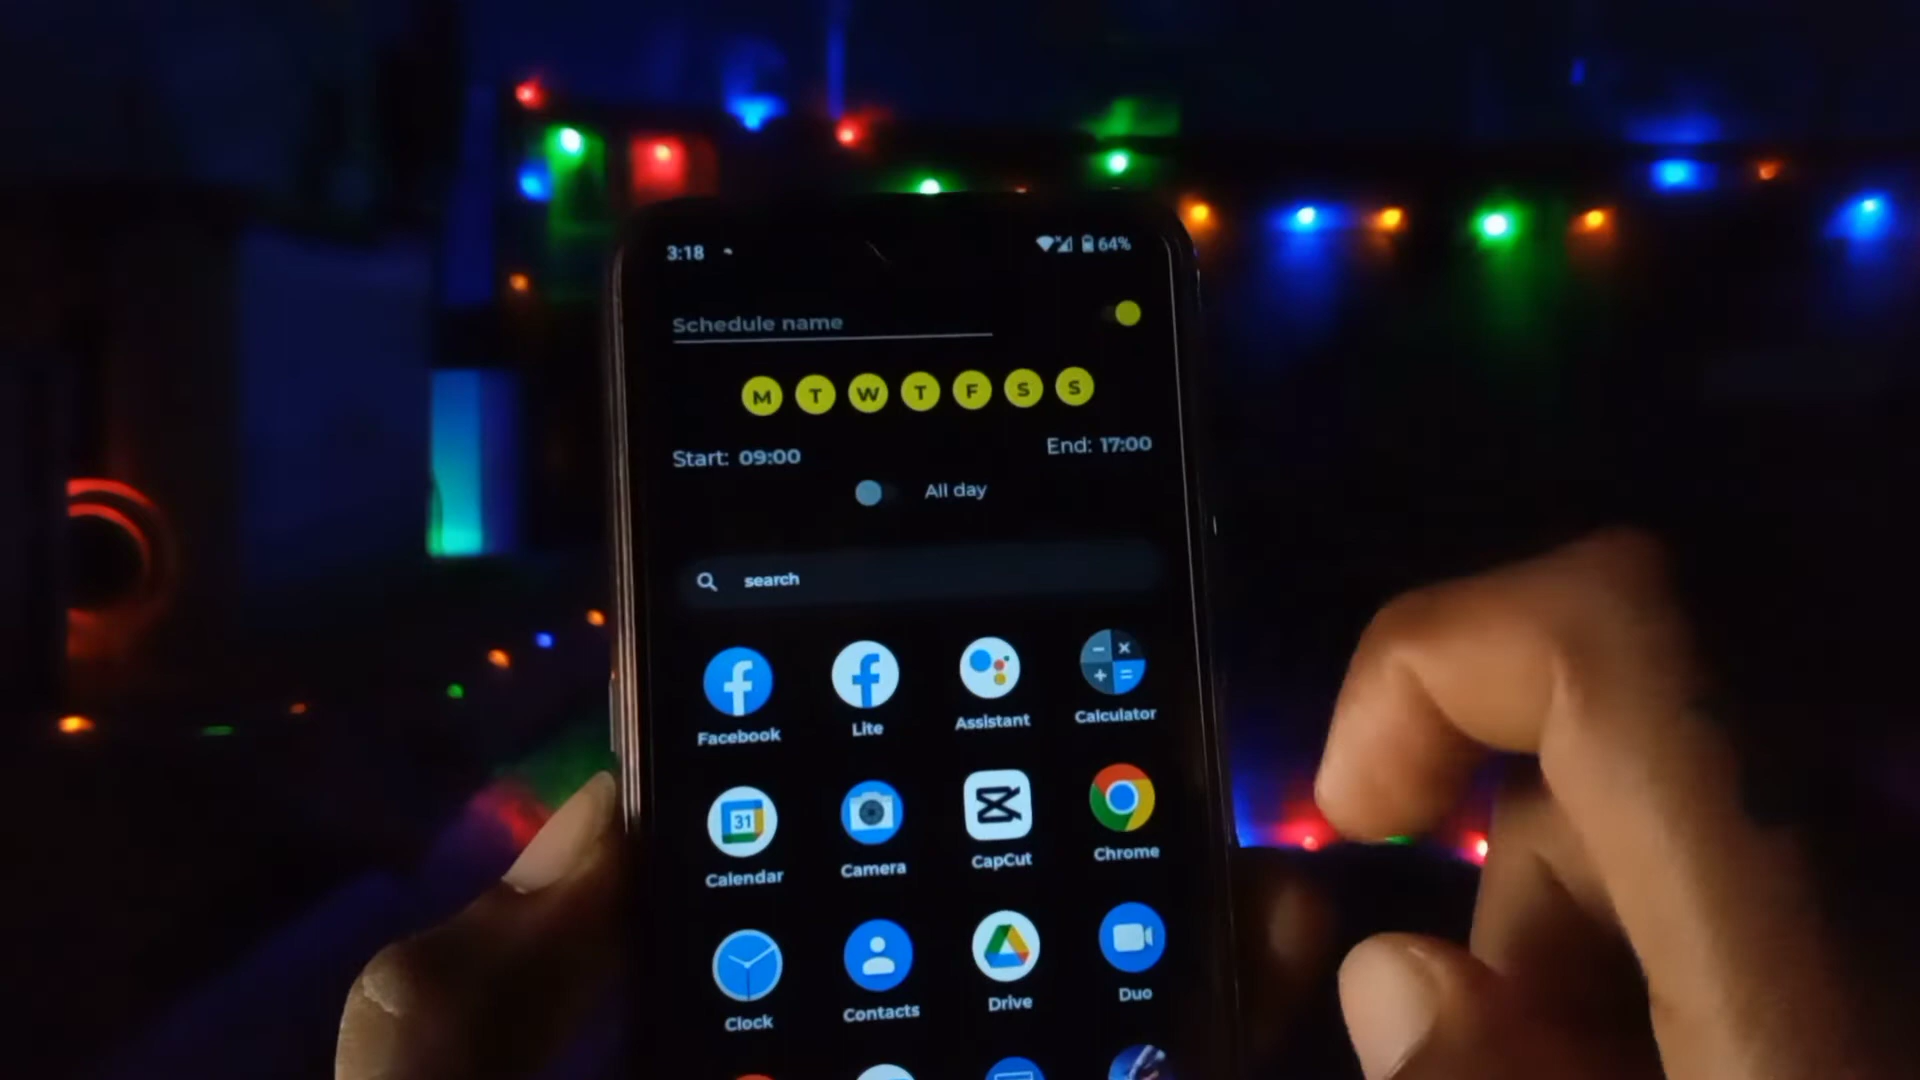 3:18 64%
Schedule name
M T W T F S S
Start: 09:00 End: 17:00
All day
search
Facebook Lite Assistant Calculator
31
Calendar Camera CapCut Chrome
Clock Contacts Drive Duo